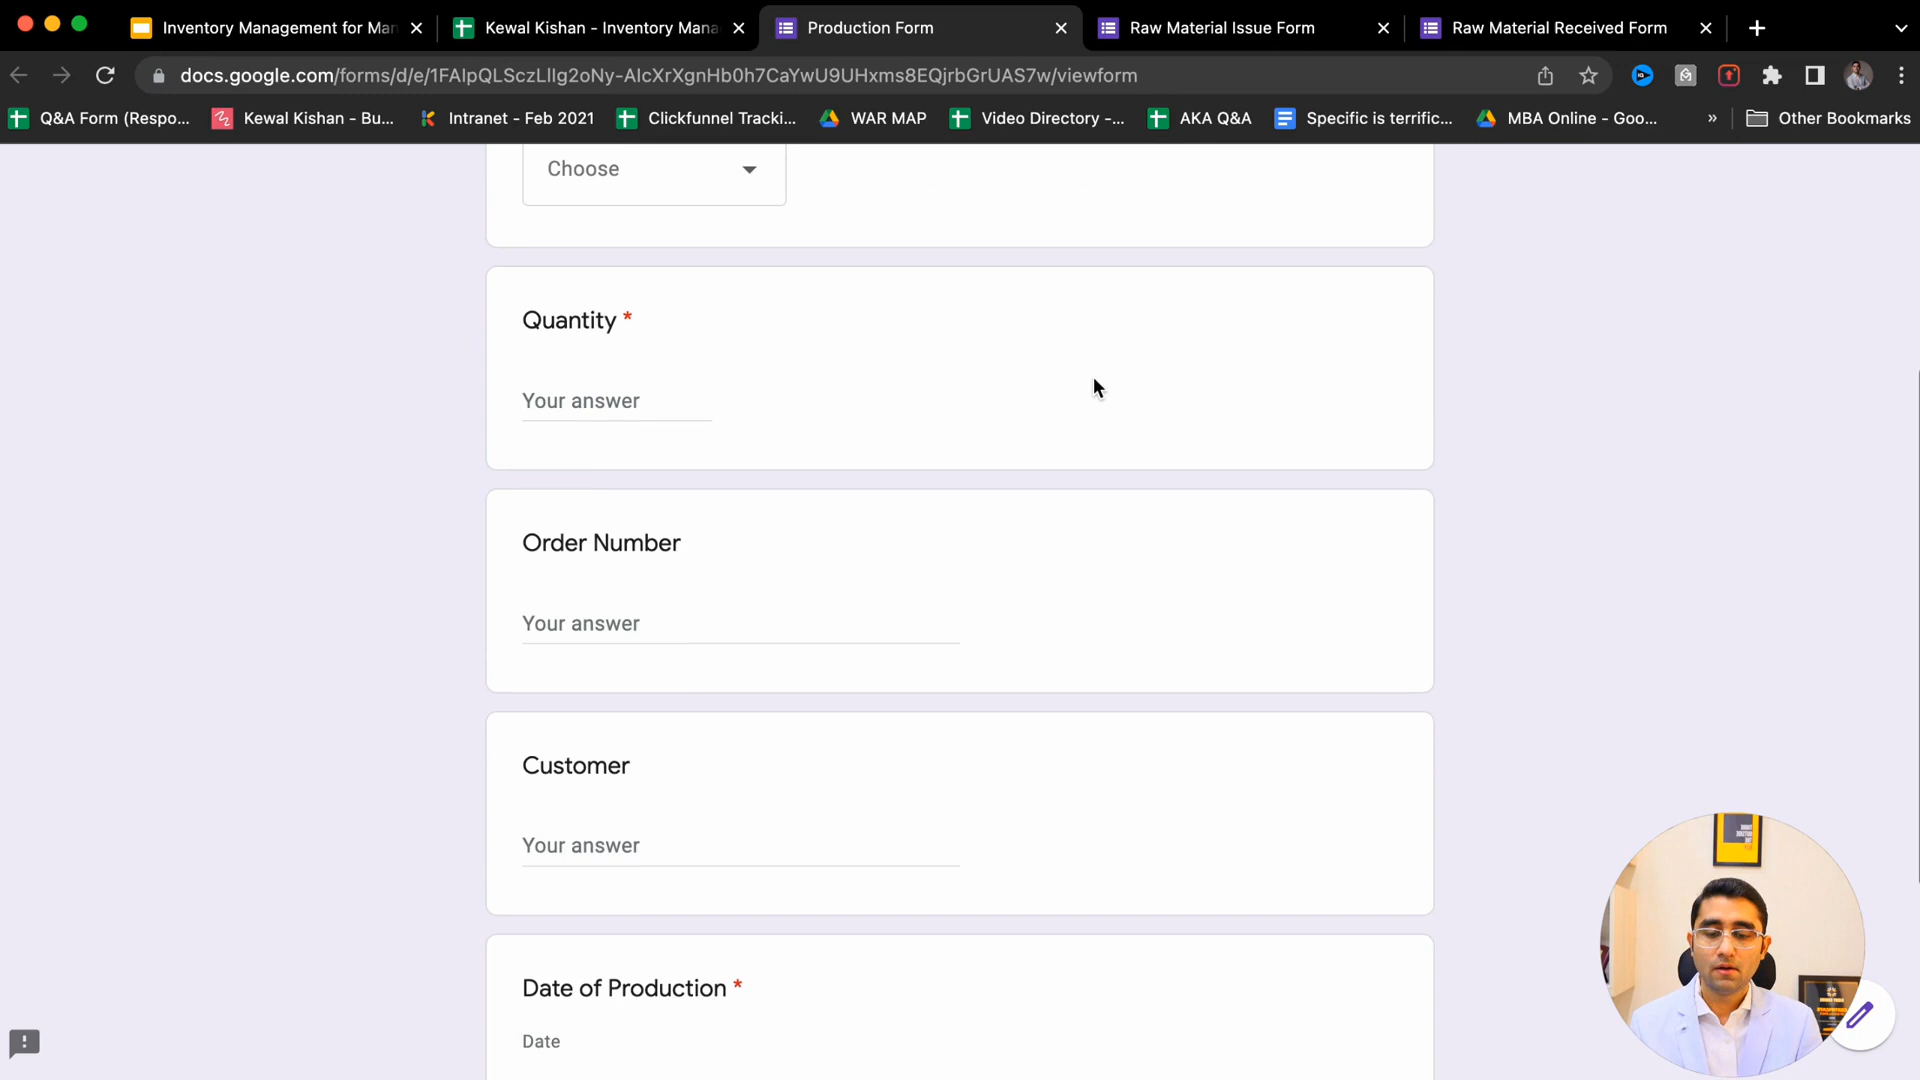 Inventory Management for Man
Kewal Kishan - Inventory Mana
Production Form
Raw Material Issue Form
Raw Material Received Form
docs.google.com/forms/d/e/1FAIpQLSczLlIg2oNy-AIcXrXgnHb0h7CaYwU9UHxms8EQjrbGrUAS7w/viewform
Q&A Form (Respo...
Kewal Kishan - Bu...
Intranet - Feb 2021
Clickfunnel Tracki...
WAR MAP
Video Directory -...
AKA Q&A
Specific is terrific...
MBA Online - Goo...
»
Other Bookmarks
Choose
Quantity *
Your answer
Order Number
Your answer
Customer
Your answer
Date of Production *
Date